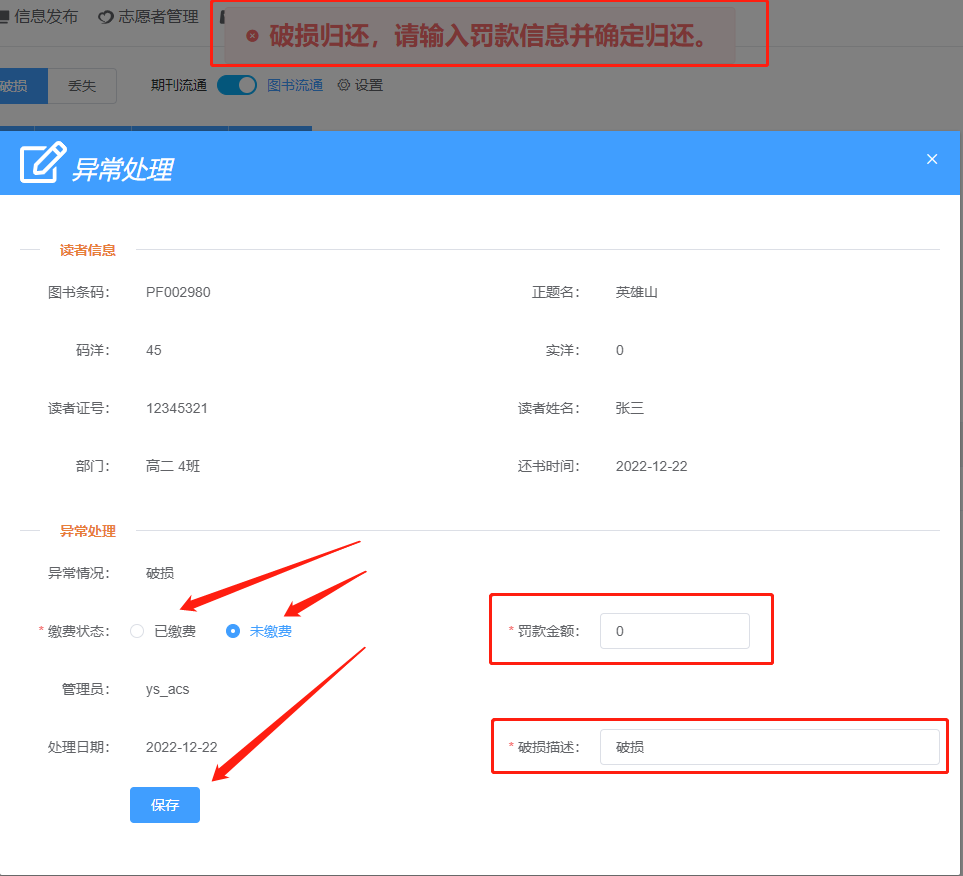 信息发布 志愿者管理
破损归还，请输入罚款信息并确定归还。
破损 丢失 期刊流通 图书流通 设置
异常处理
读者信息
图书条码： PF002980 正题名： 英雄山
码洋： 45 实洋： 0
读者证号： 12345321 读者姓名： 张三
部门： 高二 4班 还书时间： 2022-12-22
异常处理
异常情况： 破损
* 缴费状态： 已缴费 未缴费 * 罚款金额： 0
管理员： ys_acs
处理日期： 2022-12-22 * 破损描述： 破损
保存